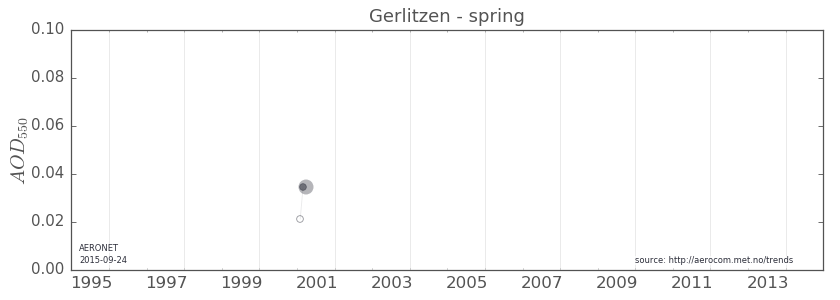 Gerlitzen - spring
0.10
0.08
0.06
0.04
0.02
0.00
AOD550
AERONET
2015-09-24
source: http://aerocom.met.no/trends
1995 1997 1999 2001 2003 2005 2007 2009 2011 2013